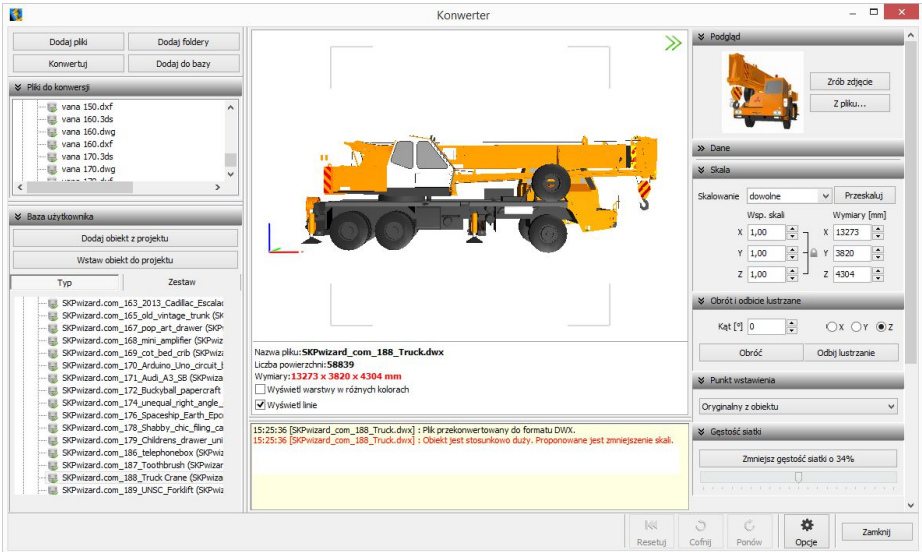 Konwerter
Dodaj pliki
Dodaj foldery
Konwertuj
Dodaj do bazy
Pliki do konwersji
vana 150.dxf
vana 160.3ds
vana 160.dwg
vana 160.dxf
vana 170.3ds
vana 170.dwg
Baza użytkownika
Dodaj obiekt z projektu
Wstaw obiekt do projektu
Typ
Zestaw
SKPwizard.com_163_2013_Cadillac_Escalac
SKPwizard.com_165_old_vintage_trunk (SK
SKPwizard.com_167_pop_art_drawer (SKP
SKPwizard.com_168_mini_amplifier (SKPwiz
SKPwizard.com_169_cot_bed_crib (SKPwiza
SKPwizard.com_170_Arduino_Uno_circuit_b
SKPwizard.com_171_Audi_A3_SB (SKPwiza
SKPwizard.com_172_Buckyball_papercraft
SKPwizard.com_174_unequal_right_angle_
SKPwizard.com_176_Spaceship_Earth_Epc
SKPwizard.com_178_Shabby_chic_filing_ca
SKPwizard.com_179_Childrens_drawer_uni
SKPwizard.com_186_telephonebox (SKPwiz
SKPwizard.com_187_Toothbrush (SKPwizar
SKPwizard.com_188_Truck Crane (SKPwiza
SKPwizard.com_189_UNSC_Forklift (SKPwiz
Nazwa pliku:SKPwizard_com_188_Truck.dwx
Liczba powierzchni:58839
Wymiary:13273 x 3820 x 4304 mm
Wyświetl warstwy w różnych kolorach
Wyświetl linie
15:25:36 [SKPwizard_com_188_Truck.dwx] : Plik przekonwertowany do formatu DWX.
15:25:36 [SKPwizard_com_188_Truck.dwx] : Obiekt jest stosunkowo duży. Proponowane jest zmniejszenie skali.
Podgląd
Zrób zdjęcie
Z pliku...
Dane
Skala
Skalowanie dowolne Przeskaluj
Wsp. skali Wymiary [mm]
X 1,00 X 13273
Y 1,00 Y 3820
Z 1,00 Z 4304
Obrót i odbicie lustrzane
Kąt [º] 0 X Y Z
Obróć
Odbij lustrzanie
Punkt wstawienia
Oryginalny z obiektu
Gęstość siatki
Zmniejsz gęstość siatki o 34%
Resetuj
Cofnij
Ponów
Opcje
Zamknij